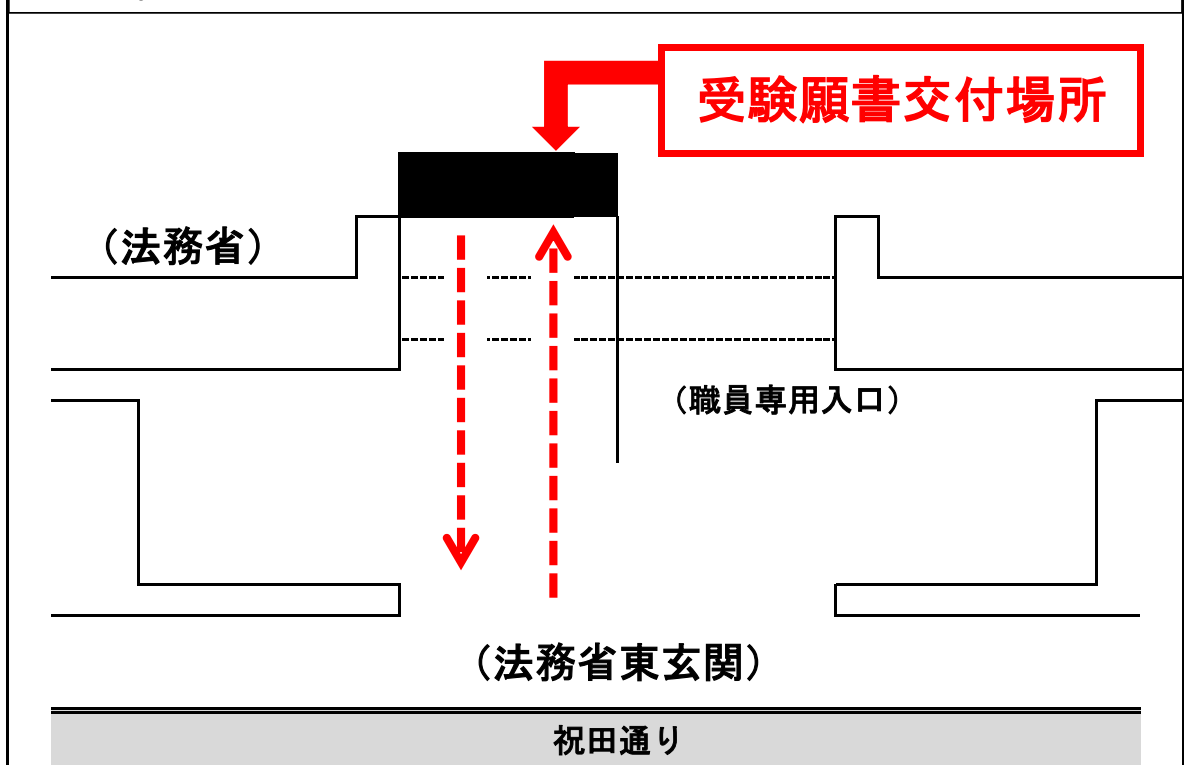 受験願書交付場所
（法務省）
（職員専用入口）
（法務省東玄関）
祝田通り